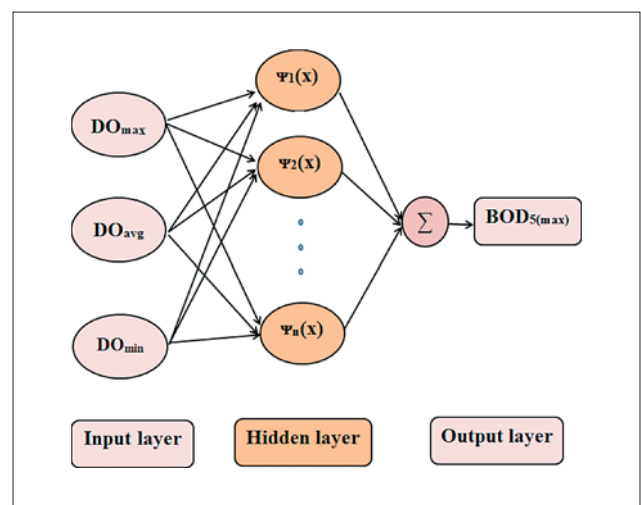 Ψ₁(x)
DOmax
Ψ₂(x)
DOavg
∑
BOD5(max)
Ψn(x)
DOmin
Input layer
Hidden layer
Output layer